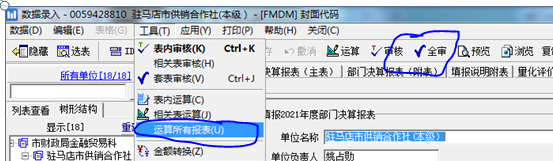 数据录入 - 0059428810 驻马店市供销合作社(本级) - [FMDM] 封面代码
数据(D) 编辑(E) 工具(T) 应用(P) 帮助(H) 关闭(C)
隐藏 选表 运算 审核 全审 预览 浏览
表内审核(K) Ctrl+K
相关表审核(H)
套表审核(V) Ctrl+J
表内运算(C)
相关表运算(J)
运算所有报表(U)
金额转换(Z)
所有单位[18/18]
部门决算报表(主表) 部门决算报表(附表) 填报说明附表 量化评价
列表查看 树形结构
显示[18]
填报2021年度部门决算报表
市财政局金融贸易科
驻马店市供销合作社(本级)
单位名称 驻马店市供销合作社(本级)
单位负责人 姚占勋